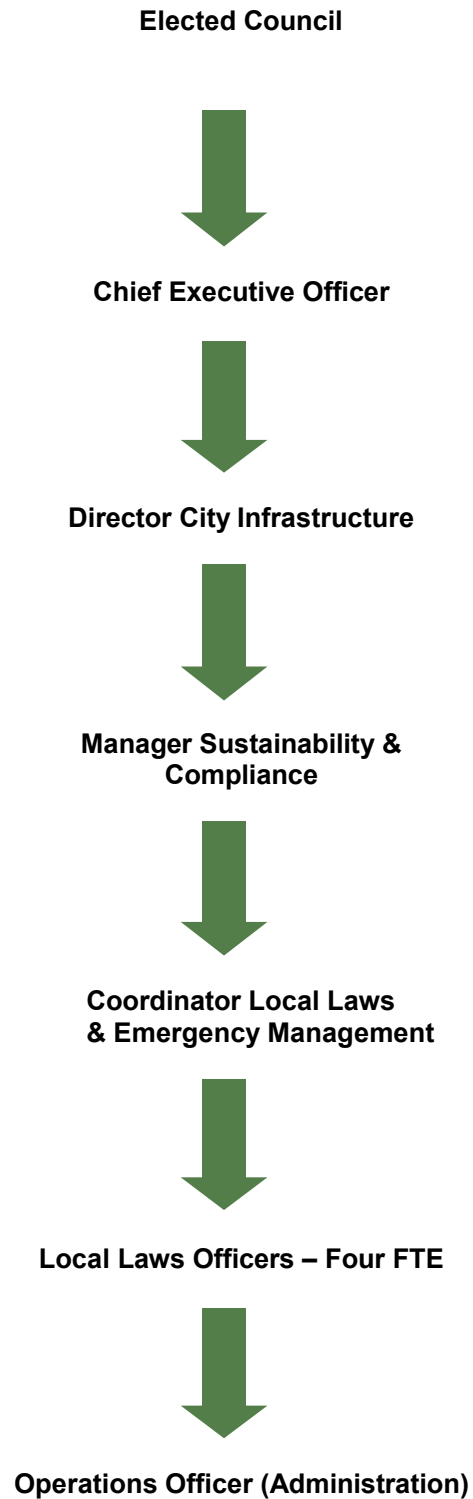 Elected Council
Chief Executive Officer
Director City Infrastructure
Manager Sustainability &
Compliance
Coordinator Local Laws
& Emergency Management
Local Laws Officers – Four FTE
Operations Officer (Administration)